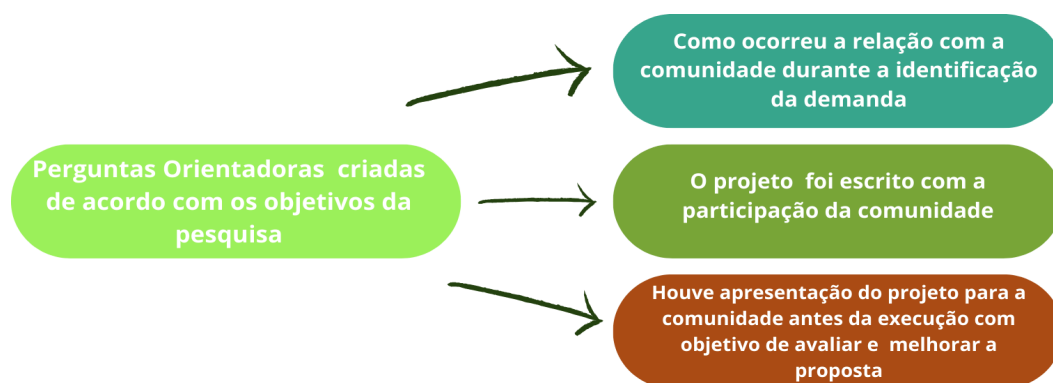 Perguntas Orientadoras criadas
de acordo com os objetivos da
pesquisa
Como ocorreu a relação com a
comunidade durante a identificação
da demanda
O projeto foi escrito com a
participação da comunidade
Houve apresentação do projeto para a
comunidade antes da execução com
objetivo de avaliar e melhorar a
proposta